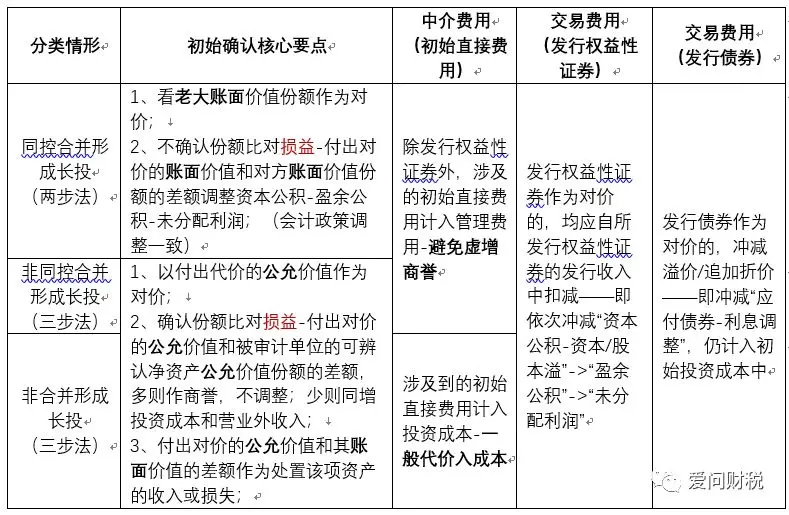 分类情形
初始确认核心要点
中介费用
（初始直接费
用）
交易费用
（发行权益性
证券）
交易费用
（发行债券）
同控合并形
成长投
（两步法）
1、看老大账面价值份额作为对
价；
2、不确认份额比对损益-付出对
价的账面价值和对方账面价值份
额的差额调整资本公积-盈余公
积-未分配利润；（会计政策调
整一致）
除发行权益性
证券外，涉及
的初始直接费
用计入管理费
用-避免虚增
商誉
发行权益性证
券作为对价
的，均应自所
发行权益性证
券的发行收入
中扣减——即
依次冲减“资本
公积-资本/股
本溢”->“盈余
公积”->“未分
配利润”
发行债券作为
对价的，冲减
溢价/追加折价
——即冲减“应
付债券-利息调
整”，仍计入初
始投资成本中
非同控合并
形成长投
（三步法）
1、以付出代价的公允价值作为
对价；
2、确认份额比对损益-付出对价
的公允价值和被审计单位的可辨
认净资产公允价值份额的差额，
多则作商誉，不调整；少则同增
投资成本和营业外收入；
3、付出对价的公允价值和其账
面价值的差额作为处置该项资产
的收入或损失；
非合并形成长
投
（三步法）
涉及到的初始
直接费用计入
投资成本-一
般代价入成本
爱问财税